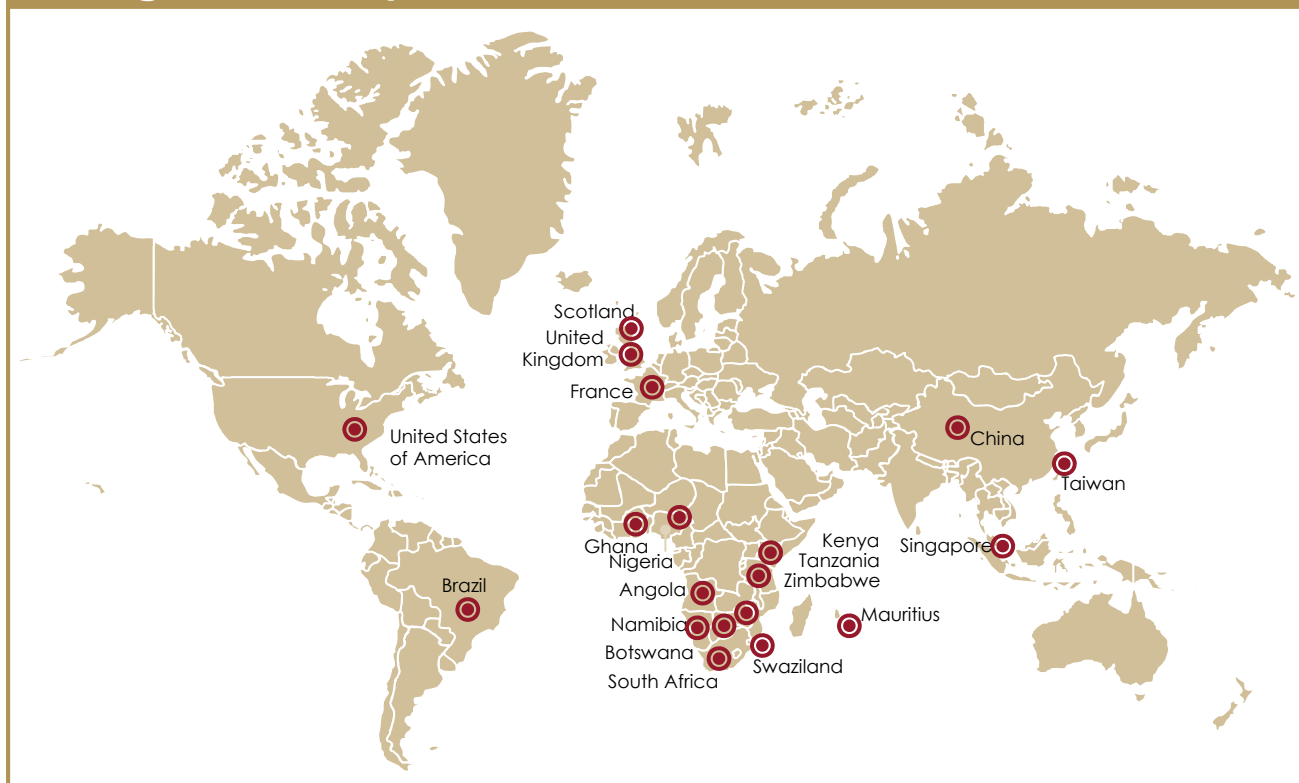 Scotland
United
Kingdom
France
United States
of America
China
Taiwan
Ghana
Nigeria
Kenya
Tanzania
Zimbabwe
Singapore
Angola
Brazil
Namibia
Mauritius
Botswana
Swaziland
South Africa